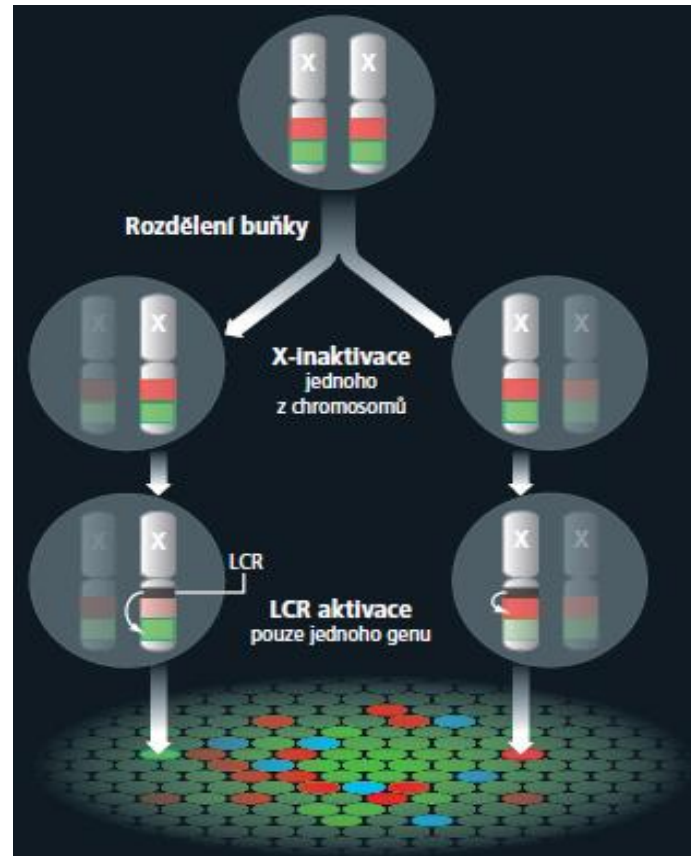 X X
Rozdělení buňky
X X
X-inaktivace
jednoho
z chromosomů
X X
X X
LCR
LCR aktivace
pouze jednoho genu
X X